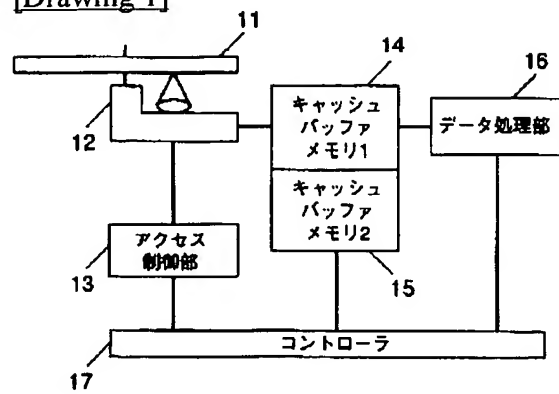 [Drawing 1]
11
14
16
キャッシュ
バッファ
メモリ1
データ処理部
12
キャッシュ
バッファ
メモリ2
アクセス
制御部
13
15
コントローラ
17